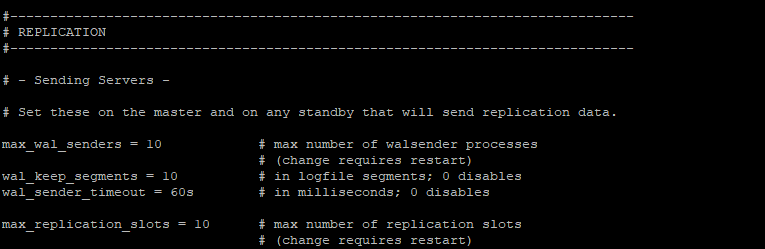 #------------------------------------------------------------------------------
# REPLICATION
#------------------------------------------------------------------------------
# - Sending Servers -
# Set these on the master and on any standby that will send replication data.
max_wal_senders = 10 # max number of walsender processes
# (change requires restart)
wal_keep_segments = 10 # in logfile segments; 0 disables
wal_sender_timeout = 60s # in milliseconds; 0 disables
max_replication_slots = 10 # max number of replication slots
# (change requires restart)